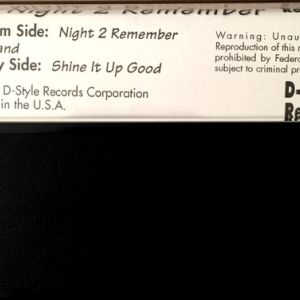 Night 2 Remember
m Side: Night 2 Remember
and
y Side: Shine It Up Good
D-Style Records Corporation
in the U.S.A.
Warning: Unau
Reproduction of this r
prohibited by Federa
subject to criminal pr
D-
Re